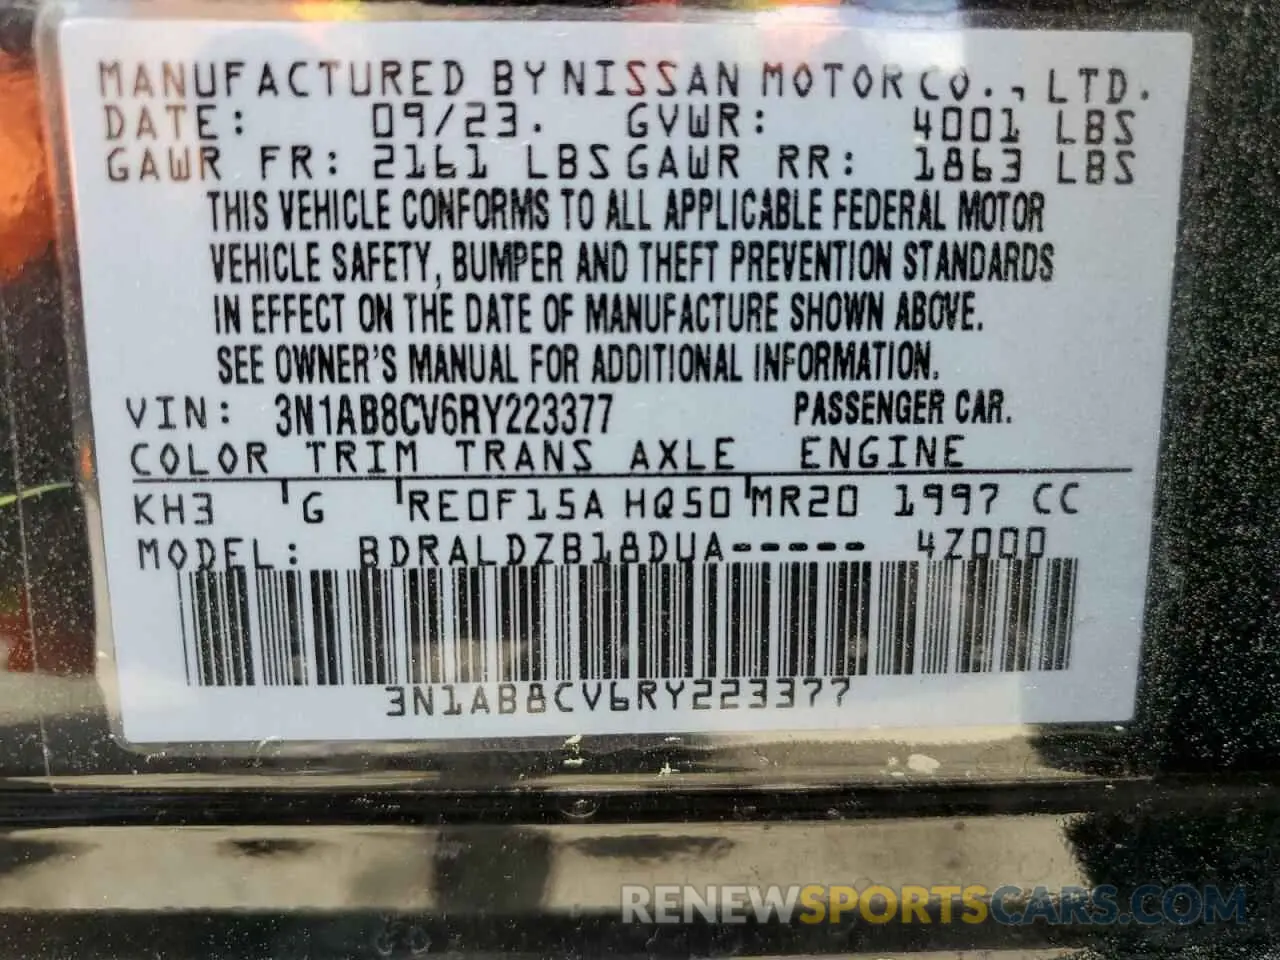 MANUFACTURED BY NISSAN MOTOR CO., LTD.
DATE: 09/23. GVWR: 4001 LBS
GAWR FR: 2161 LBS GAWR RR: 1863 LBS
THIS VEHICLE CONFORMS TO ALL APPLICABLE FEDERAL MOTOR
VEHICLE SAFETY, BUMPER AND THEFT PREVENTION STANDARDS
IN EFFECT ON THE DATE OF MANUFACTURE SHOWN ABOVE.
SEE OWNER'S MANUAL FOR ADDITIONAL INFORMATION.
VIN: 3N1AB8CV6RY223377 PASSENGER CAR.
COLOR TRIM TRANS AXLE ENGINE
KH3 G RE0F15A HQ50 MR20 1997 CC
MODEL: BDRALDZB18DUA----- 4Z000
3N1AB8CV6RY223377
RENEWSPORTSCARS.COM